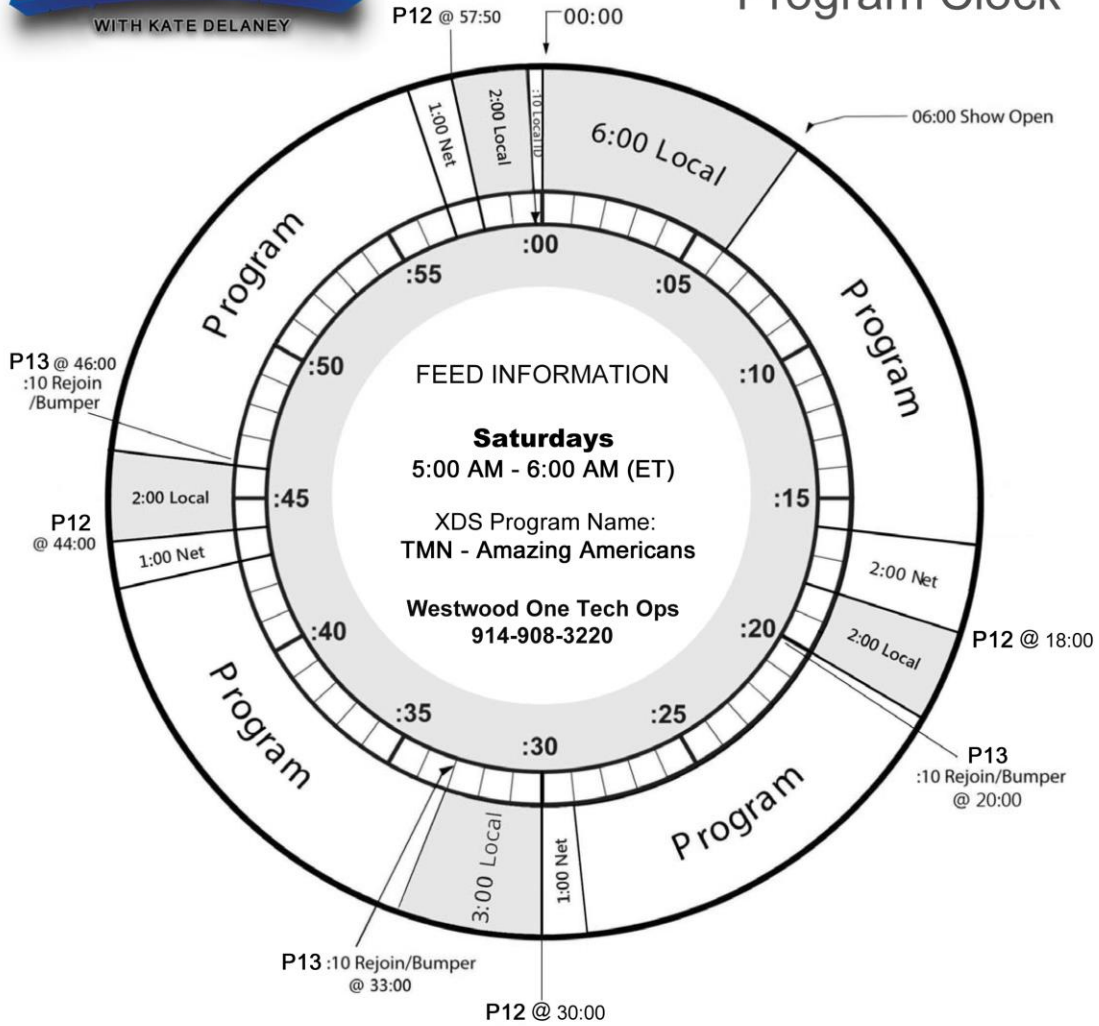 WITH KATE DELANEY
Program Clock
P12 @ 57:50
00:00
06:00 Show Open
1:00 Net
2:00 Local
:10 Local ID
6:00 Local
Program
Program
:00
:05
:10
:15
:20
:25
:30
:35
:40
:45
:50
:55
P13 @ 46:00
:10 Rejoin
/Bumper
2:00 Local
P12
@ 44:00
1:00 Net
FEED INFORMATION
Saturdays
5:00 AM - 6:00 AM (ET)
XDS Program Name:
TMN - Amazing Americans
Westwood One Tech Ops
914-908-3220
2:00 Net
2:00 Local
P12 @ 18:00
P13
:10 Rejoin/Bumper
@ 20:00
Program
Program
3:00 Local
1:00 Net
P13 :10 Rejoin/Bumper
@ 33:00
P12 @ 30:00